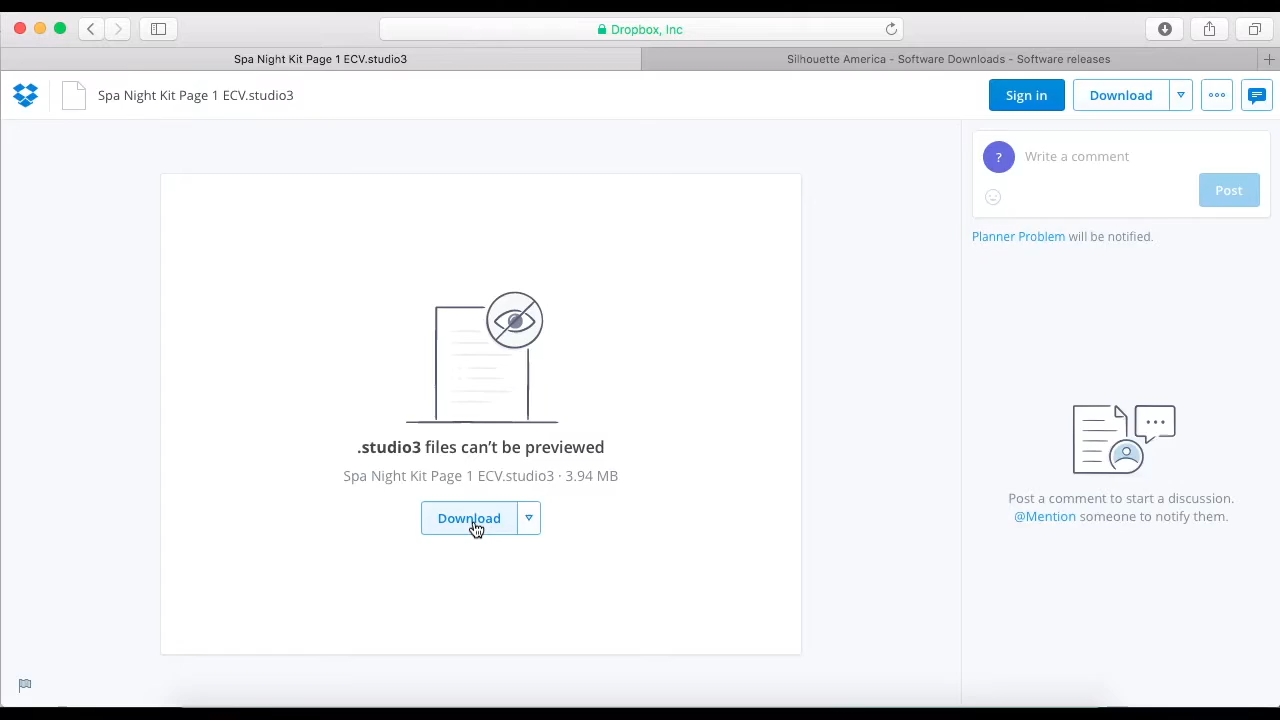 Dropbox, Inc
Spa Night Kit Page 1 ECV.studio3
Silhouette America - Software Downloads - Software releases
Spa Night Kit Page 1 ECV.studio3
Sign in
Download
?
Write a comment
Post
Planner Problem will be notified.
.studio3 files can’t be previewed
Spa Night Kit Page 1 ECV.studio3 · 3.94 MB
Download
Post a comment to start a discussion.
@Mention someone to notify them.